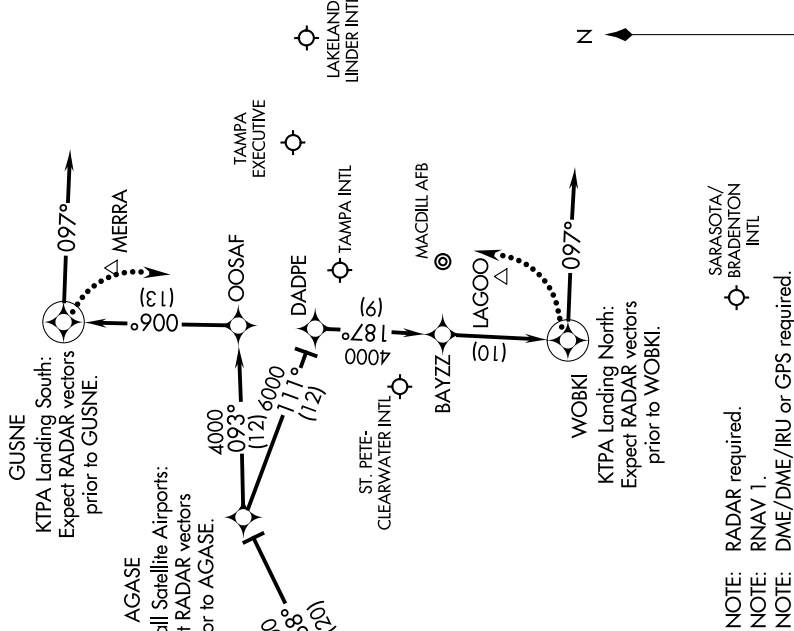 LAKELAND
LINDER INTL
N
TAMPA
EXECUTIVE
097°
MERRA
TAMPA INTL
MACDILL AFB
097°
SARASOTA/
BRADENTON
INTL
GUSNE
KTPA Landing South:
Expect RADAR vectors
prior to GUSNE.
006°
(13)
OOSAF
DADPE
4000
187°
(9)
LAGOO
BAYZZ
(10)
4000
093°
(12)
6000
111°
(12)
ST. PETE-
CLEARWATER INTL
WOBKI
KTPA Landing North:
Expect RADAR vectors
prior to WOBKI.
AGASE
Satellite Airports:
RADAR vectors
to AGASE.
NOTE: RADAR required.
NOTE: RNAV 1.
NOTE: DME/DME/IRU or GPS required.